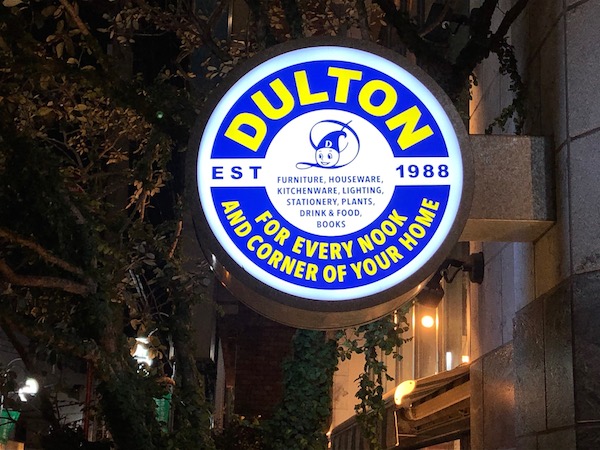 DULTON
EST 1988
D
FURNITURE, HOUSEWARE,
KITCHENWARE, LIGHTING,
STATIONERY, PLANTS,
DRINK & FOOD,
BOOKS
FOR EVERY NOOK
AND CORNER OF YOUR HOME